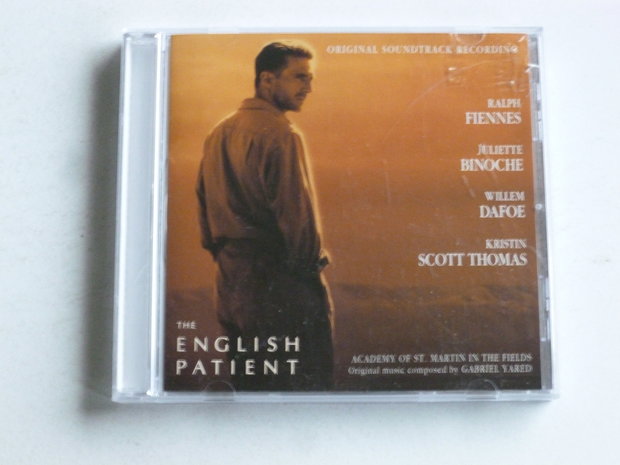 ORIGINAL SOUNDTRACK RECORDING
RALPH
FIENNES
JULIETTE
BINOCHE
WILLEM
DAFOE
KRISTIN
SCOTT THOMAS
THE
ENGLISH
PATIENT
ACADEMY OF ST. MARTIN IN THE FIELDS
Original music composed by GABRIEL YARED